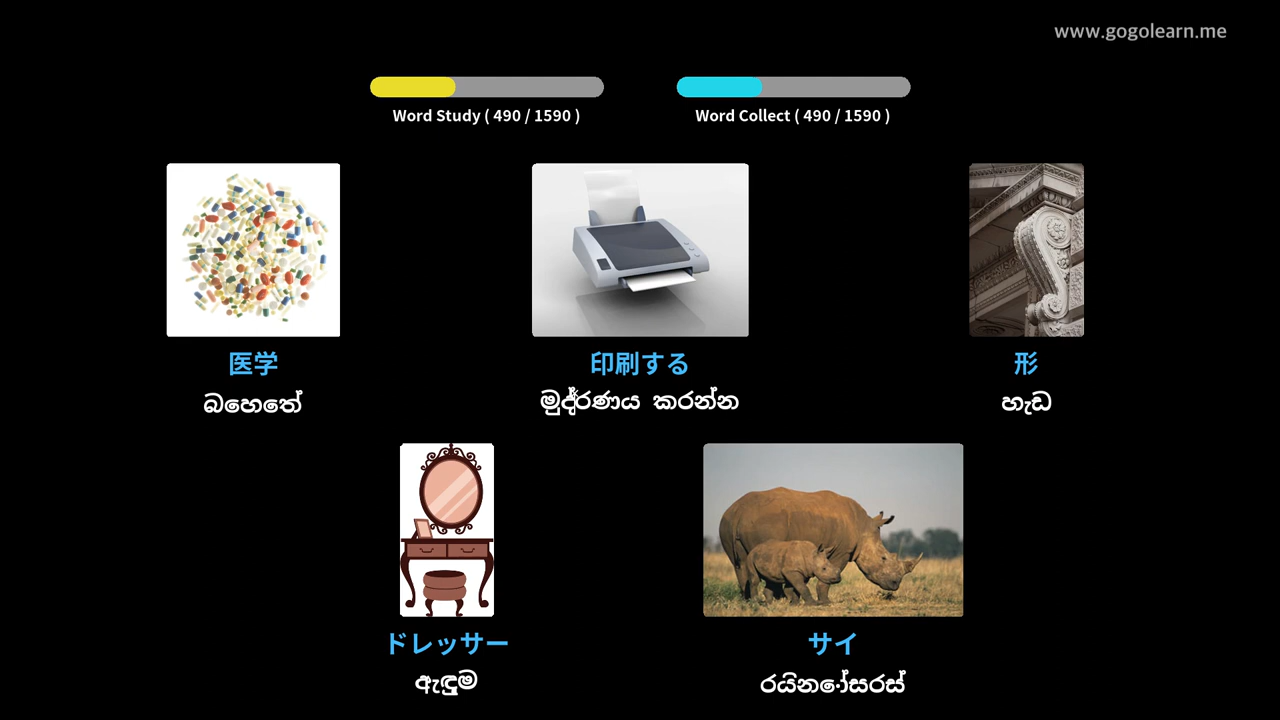 www.gogolearn.me
Word Study ( 490 / 1590 )
Word Collect ( 490 / 1590 )
医学
印刷する
形
බහෙතේ
මුද්රණය කරන්න
හැඩ
ドレッサー
サイ
ඇඳුම
රයිනෝසරස්